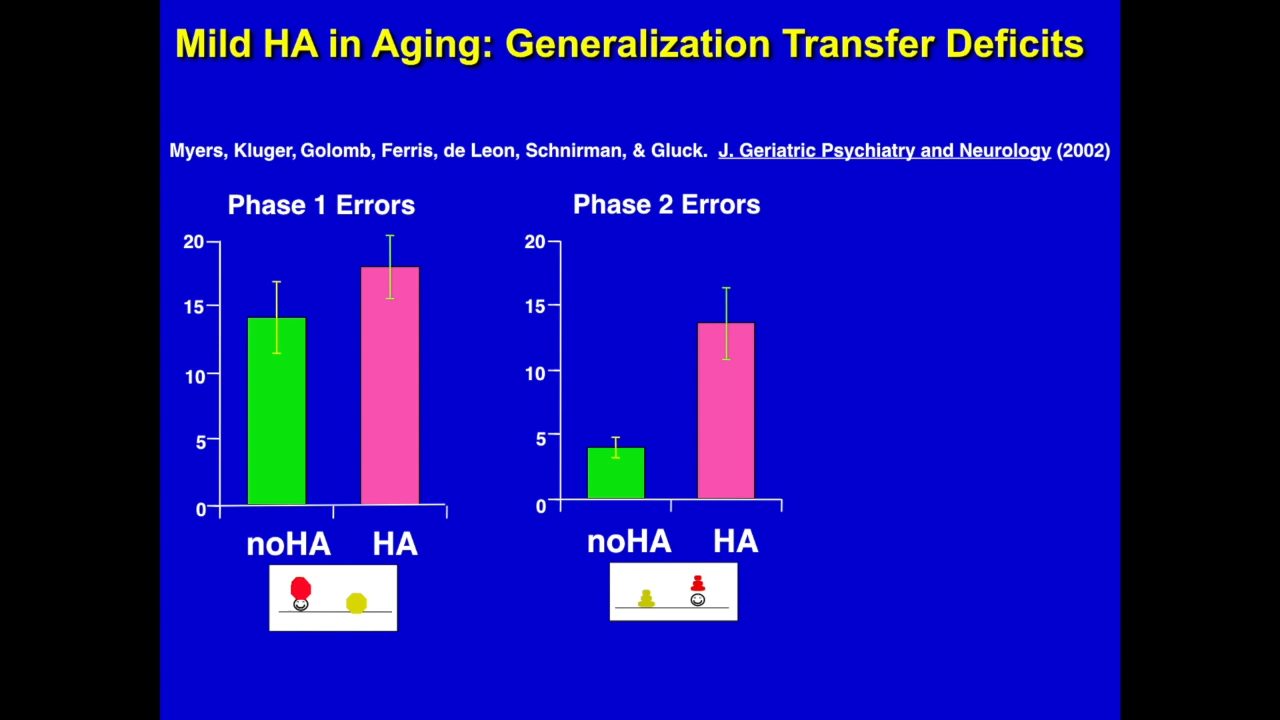 Mild HA in Aging: Generalization Transfer Deficits
Myers, Kluger, Golomb, Ferris, de Leon, Schnirman, & Gluck. J. Geriatric Psychiatry and Neurology (2002)
Phase 1 Errors
20
15
10
5
0
noHA HA
Phase 2 Errors
20
15
10
5
0
noHA HA